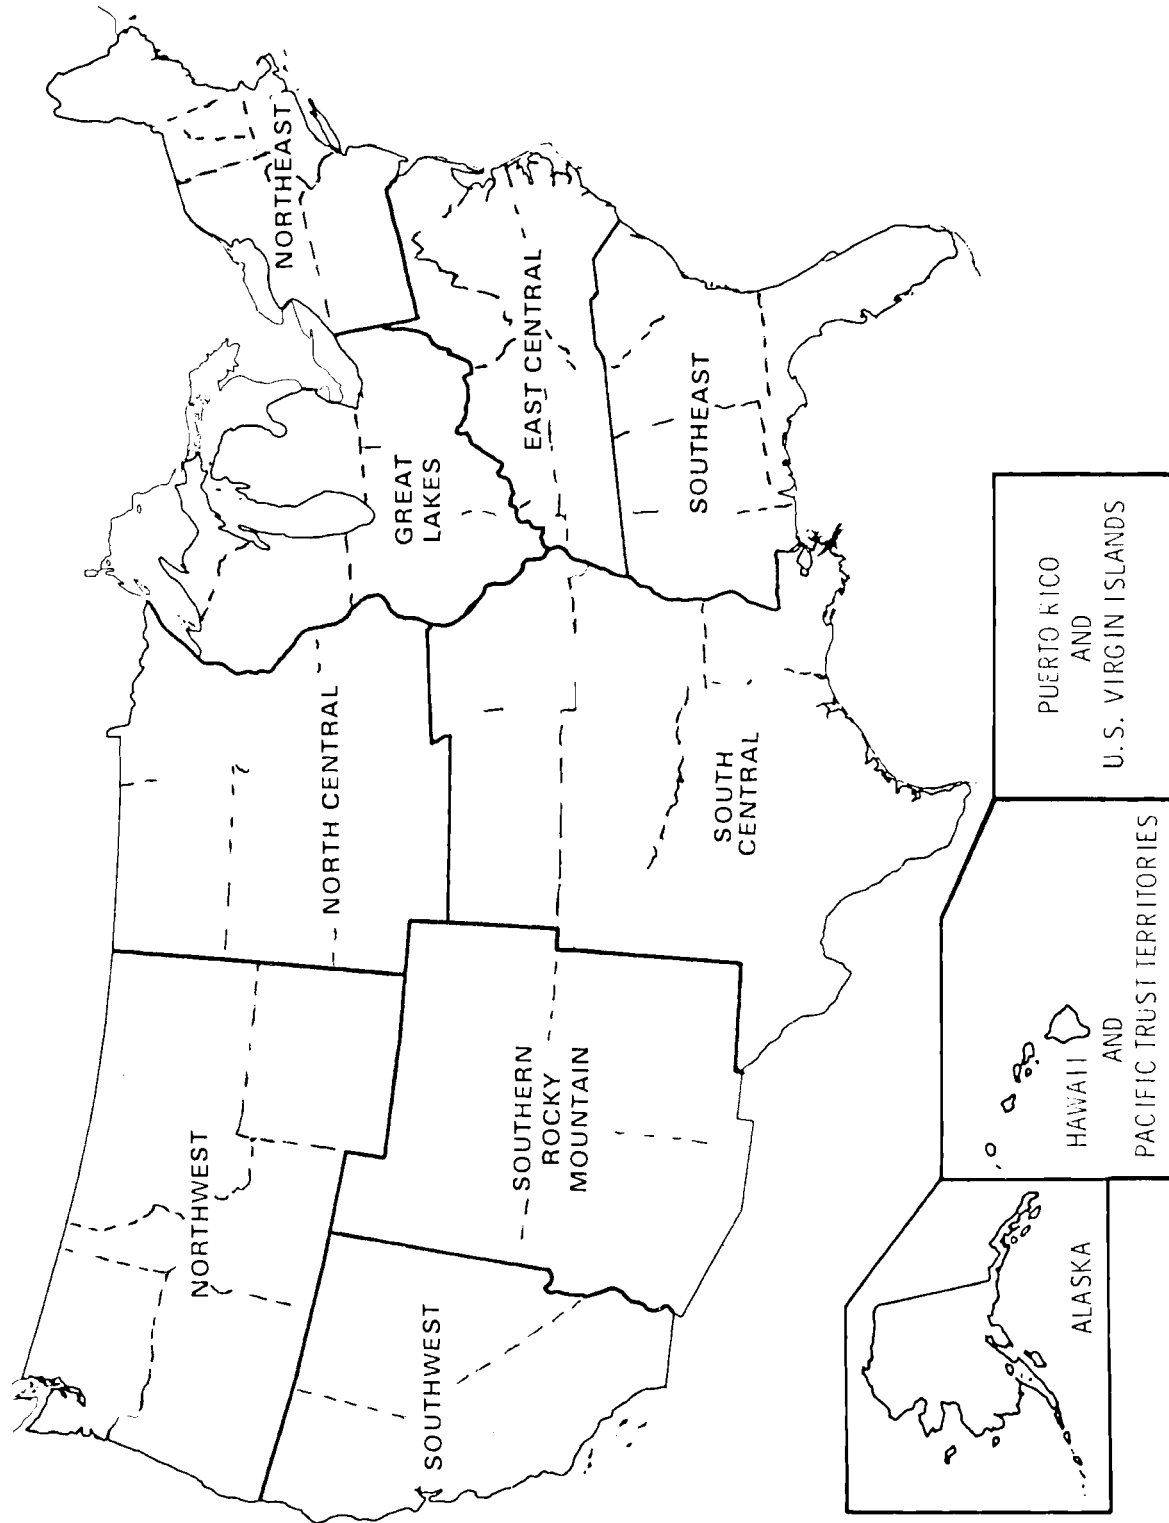 NORTHWEST
NORTH CENTRAL
GREAT
LAKES
NORTHEAST
SOUTHWEST
SOUTHERN
ROCKY
MOUNTAIN
SOUTH
CENTRAL
EAST CENTRAL
SOUTHEAST
ALASKA
HAWAII
AND
PACIFIC TRUST TERRITORIES
PUERTO RICO
AND
U.S. VIRGIN ISLANDS